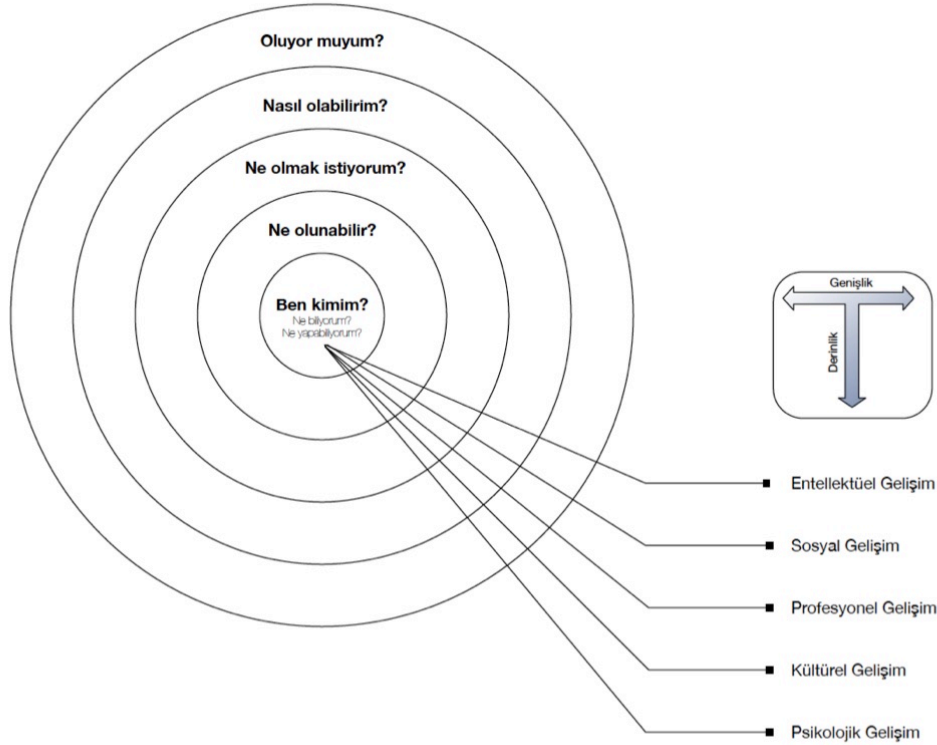 Oluyor muyum?
Nasıl olabilirim?
Ne olmak istiyorum?
Ne olunabilir?
Ben kimim?
Ne biliyorum?
Ne yapabiliyorum?
Genişlik
Derinlik
Entellektüel Gelişim
Sosyal Gelişim
Profesyonel Gelişim
Kültürel Gelişim
Psikolojik Gelişim